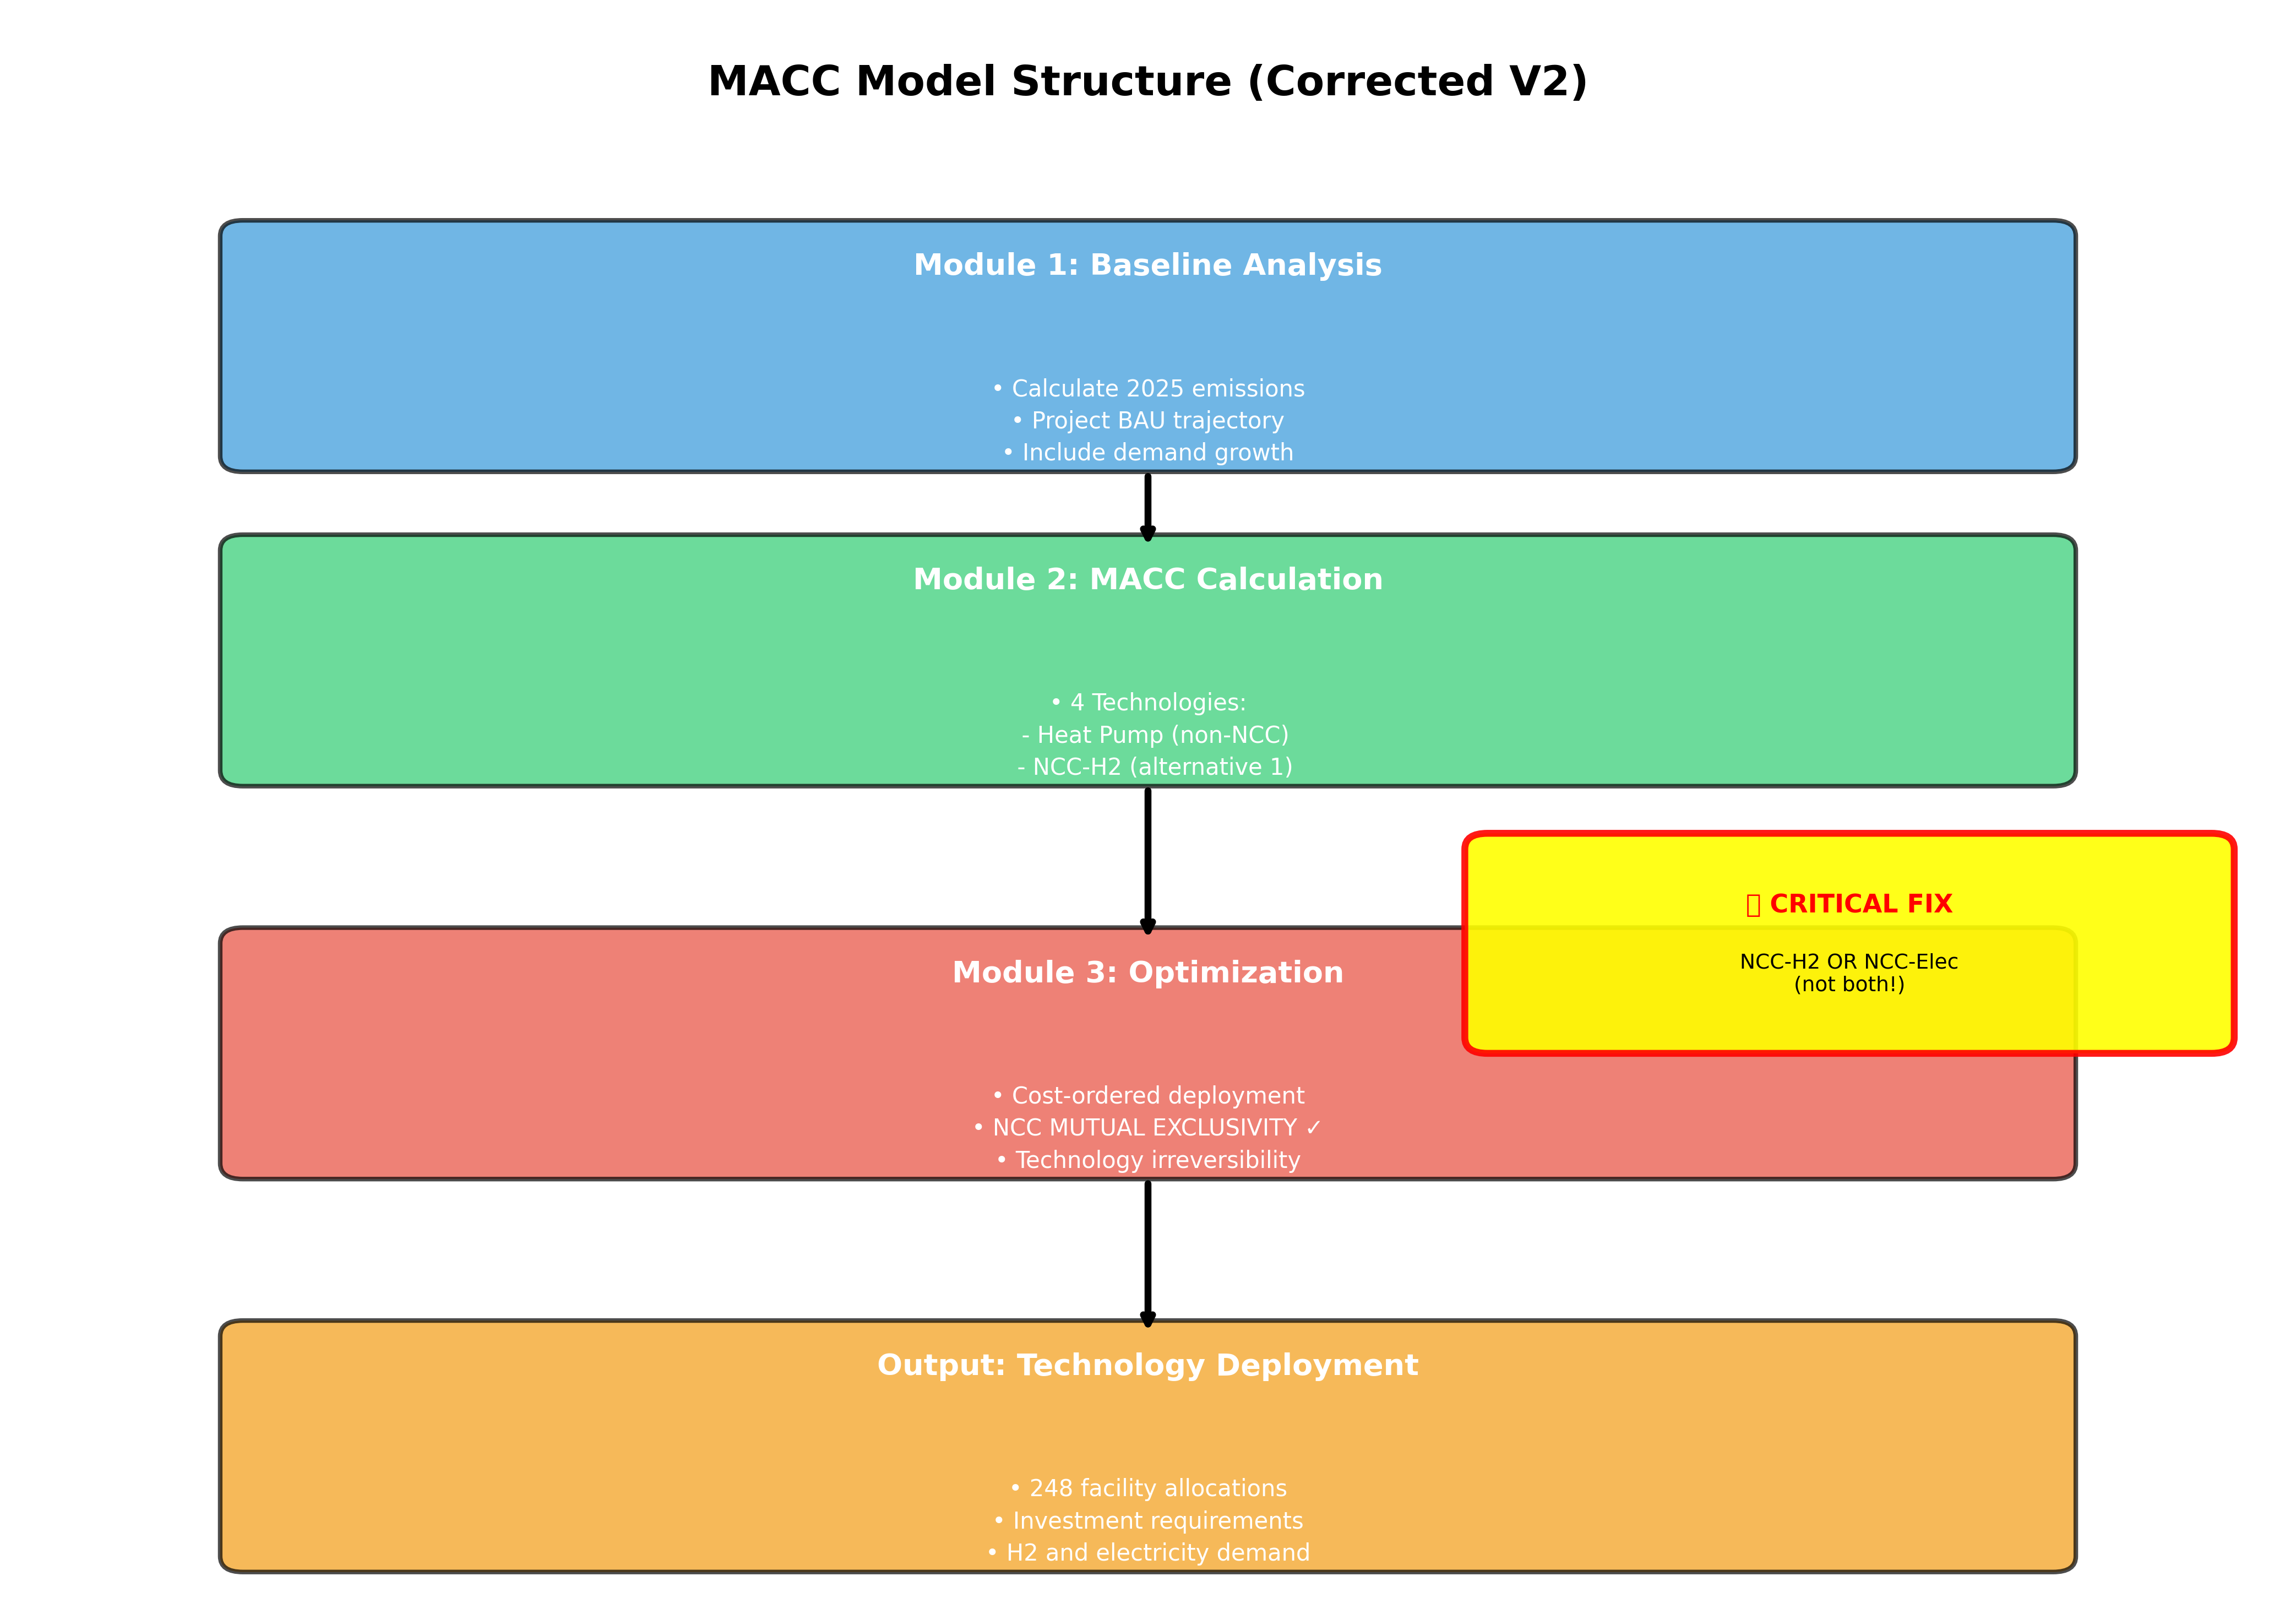 MACC Model Structure (Corrected V2)
Module 1: Baseline Analysis
• Calculate 2025 emissions
• Project BAU trajectory
• Include demand growth
Module 2: MACC Calculation
• 4 Technologies:
- Heat Pump (non-NCC)
- NCC-H2 (alternative 1)
CRITICAL FIX
NCC-H2 OR NCC-Elec
(not both!)
Module 3: Optimization
• Cost-ordered deployment
• NCC MUTUAL EXCLUSIVITY ✓
• Technology irreversibility
Output: Technology Deployment
• 248 facility allocations
• Investment requirements
• H2 and electricity demand